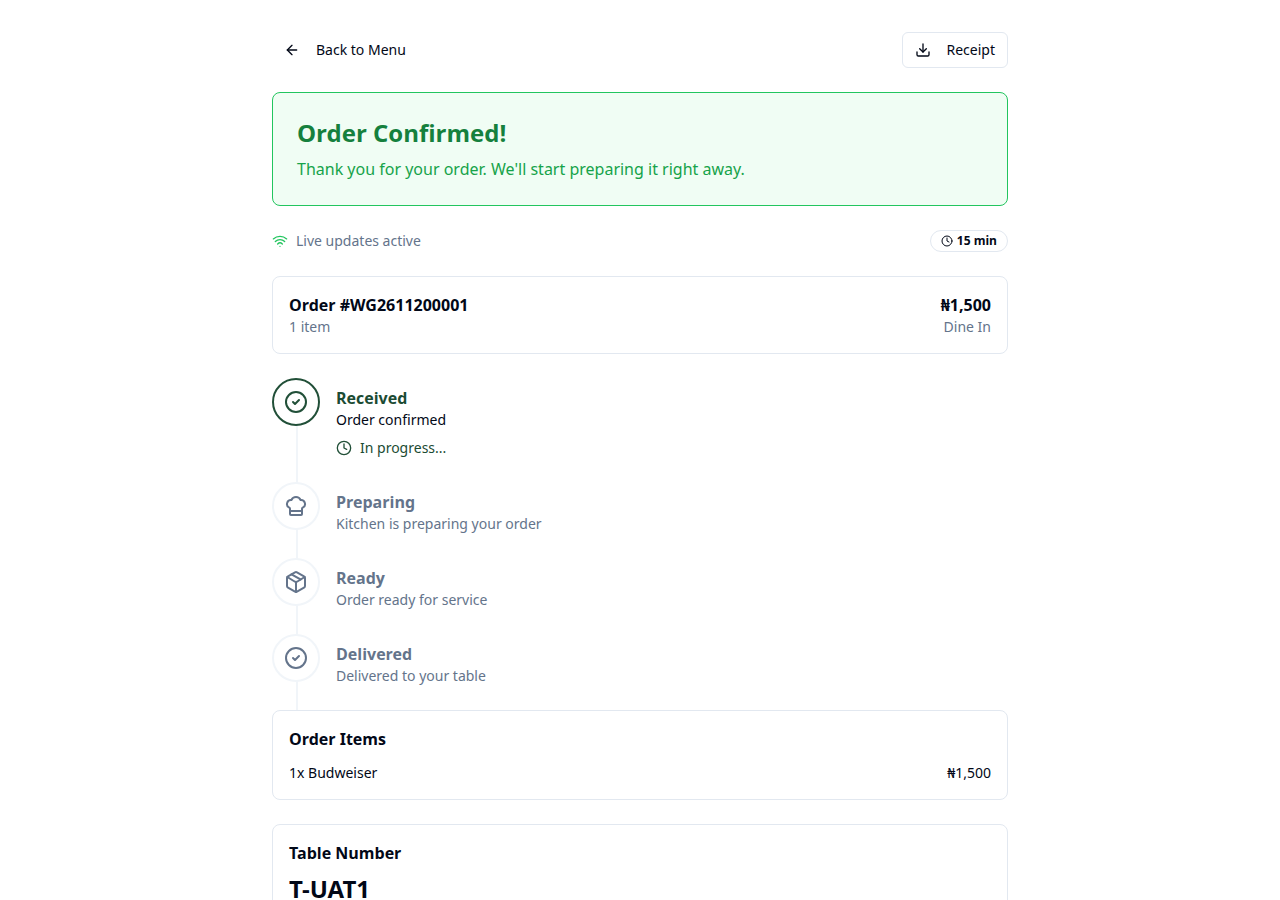 Back to Menu
Receipt
Order Confirmed!
Thank you for your order. We'll start preparing it right away.
Live updates active
15 min
Order #WG2611200001
₦1,500
1 item
Dine In
Received
Order confirmed
In progress...
Preparing
Kitchen is preparing your order
Ready
Order ready for service
Delivered
Delivered to your table
Order Items
1x Budweiser
₦1,500
Table Number
T-UAT1